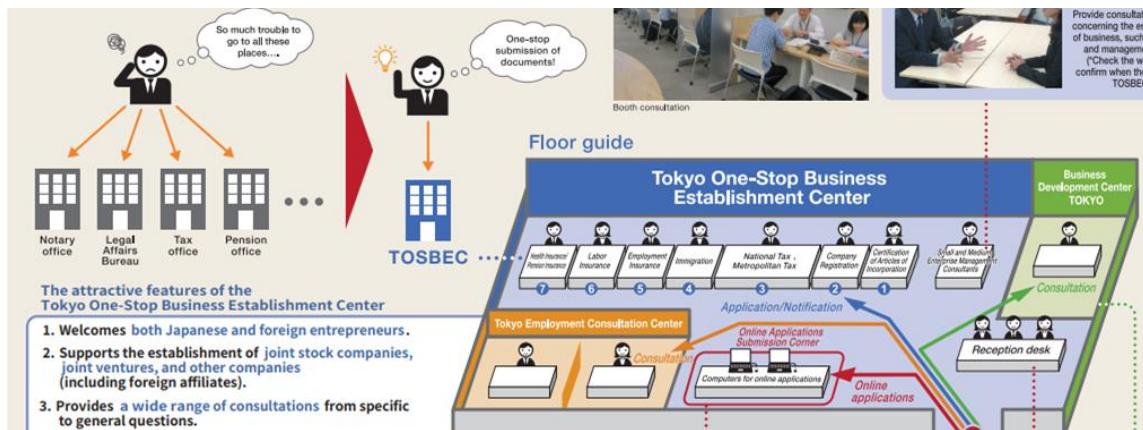 So much trouble to
go to all these
places....
One-stop
submission of
documents!
Notary
office
Legal
Affairs
Bureau
Tax
office
Pension
office
TOSBEC
Booth consultation
Provide consultat
concerning the e
of business, such
and manageme
("Check the w
confirm when the
TOSBE
The attractive features of the
Tokyo One-Stop Business Establishment Center
1. Welcomes both Japanese and foreign entrepreneurs.
2. Supports the establishment of joint stock companies,
joint ventures, and other companies
(including foreign affiliates).
3. Provides a wide range of consultations from specific
to general questions.
Floor guide
Tokyo One-Stop Business
Establishment Center
Business
Development Center
TOKYO
Health Insurance/
Pension Insurance
7
Labor
Insurance
6
Employment
Insurance
5
Immigration
4
National Tax,
Metropolitan Tax
3
Company
Registration
2
Certification
of Articles of
Incorporation
1
Small and Medium
Enterprise Management
Consultants
Consultation
Application/Notification
Tokyo Employment Consultation Center
Consultation
Online Applications
Submission Corner
Computers for online applications
Online
applications
Reception desk